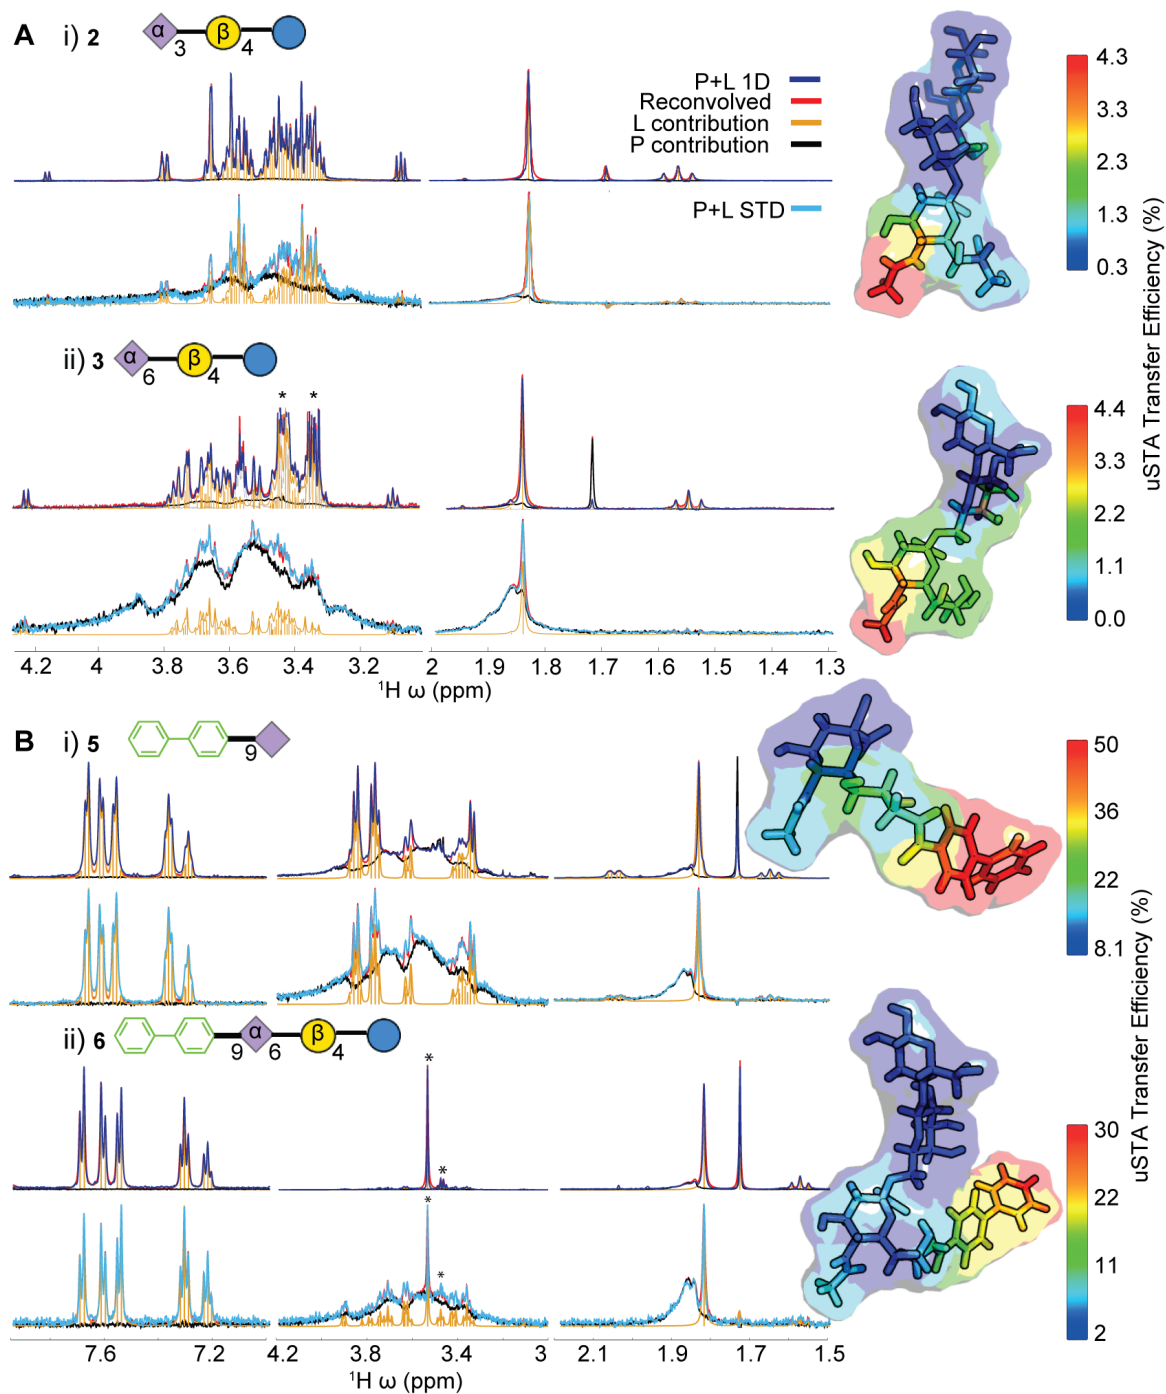 A i) 2
α β
3 4
P+L 1D
Reconvolved
L contribution
P contribution
P+L STD
4.3
3.3
2.3
1.3
0.3
uSTA Transfer Efficiency (%)
ii) 3
α β
6 4
* *
4.4
3.3
2.2
1.1
0.0
4.2 4 3.8 3.6 3.4 3.2 2 1.9 1.8 1.7 1.6 1.5 1.4 1.3
¹H ω (ppm)
B i) 5
9
50
36
22
8.1
uSTA Transfer Efficiency (%)
ii) 6
α β
9 6 4
*
*
*
*
30
22
11
2
7.6 7.2 4.2 3.8 3.4 3 2.1 1.9 1.7 1.5
¹H ω (ppm)